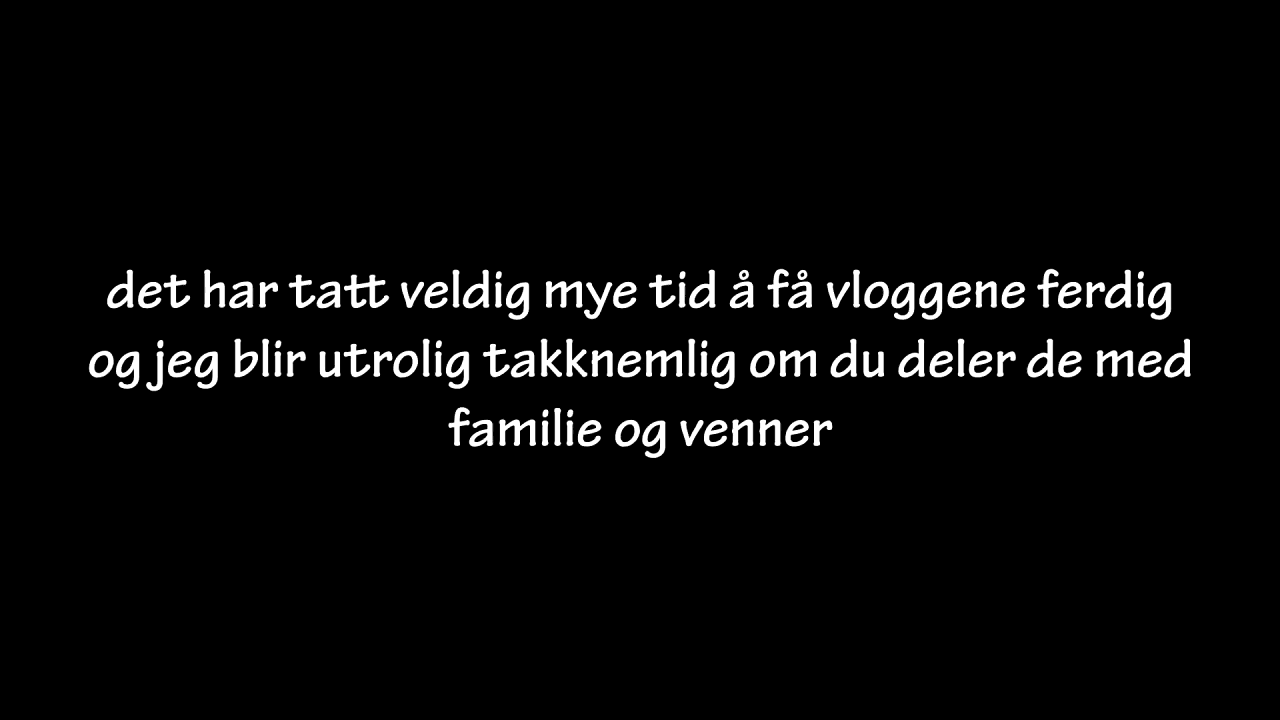 det har tatt veldig mye tid å få vloggene ferdig
og jeg blir utrolig takknemlig om du deler de med
familie og venner